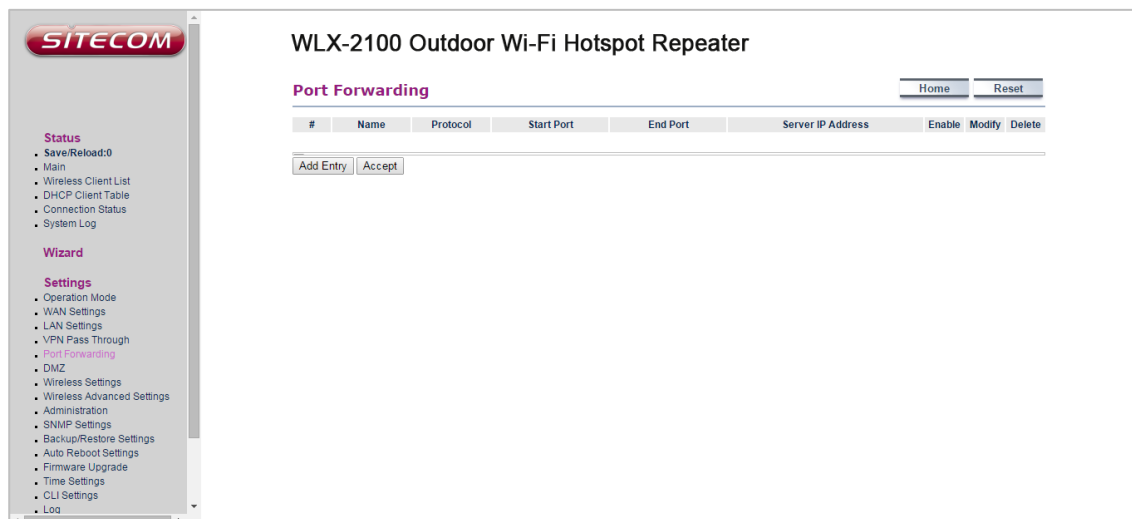 SITECOM
WLX-2100 Outdoor Wi-Fi Hotspot Repeater
Port Forwarding
Home Reset
# Name Protocol Start Port End Port Server IP Address Enable Modify Delete
Add Entry Accept
Status
Save/Reload:0
Main
Wireless Client List
DHCP Client Table
Connection Status
System Log
Wizard
Settings
Operation Mode
WAN Settings
LAN Settings
VPN Pass Through
Port Forwarding
DMZ
Wireless Settings
Wireless Advanced Settings
Administration
SNMP Settings
Backup/Restore Settings
Auto Reboot Settings
Firmware Upgrade
Time Settings
CLI Settings
Log